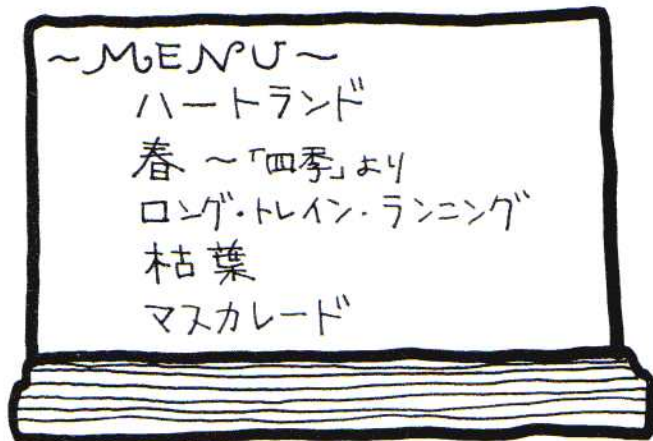 ～MENU～
ハートランド
春 ～「四季」より
ロング・トレイン・ランニング
枯葉
マスカレード